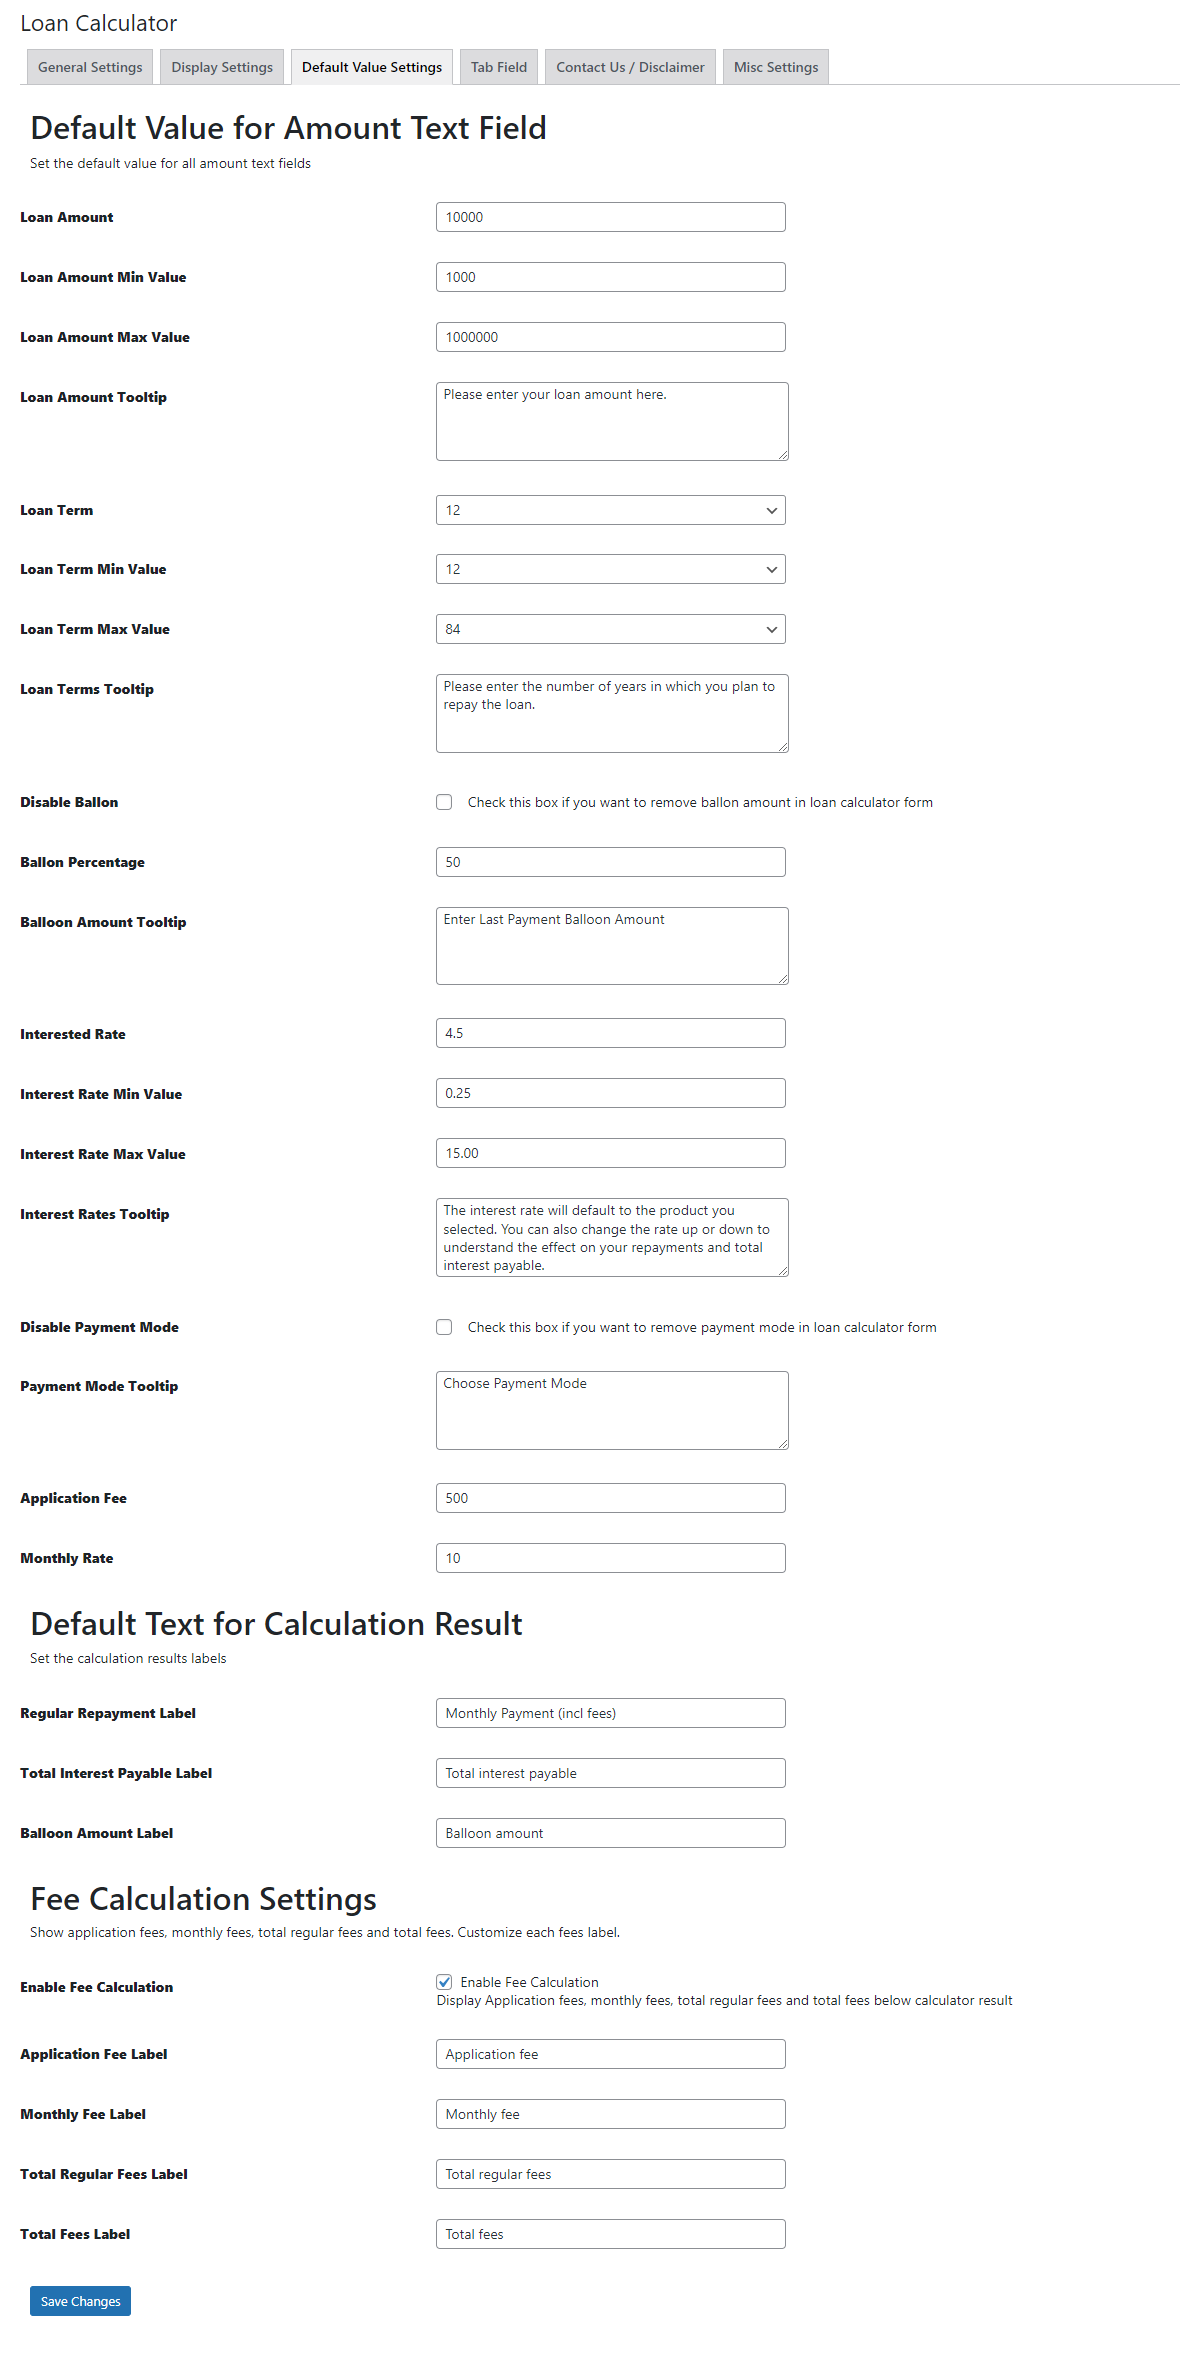 Loan Calculator
General Settings
Display Settings
Default Value Settings
Tab Field
Contact Us / Disclaimer
Misc Settings
Default Value for Amount Text Field
Set the default value for all amount text fields
Loan Amount
10000
Loan Amount Min Value
1000
Loan Amount Max Value
1000000
Loan Amount Tooltip
Please enter your loan amount here.
Loan Term
12
Loan Term Min Value
12
Loan Term Max Value
84
Loan Terms Tooltip
Please enter the number of years in which you plan to
repay the loan.
Disable Ballon
Check this box if you want to remove ballon amount in loan calculator form
Ballon Percentage
50
Balloon Amount Tooltip
Enter Last Payment Balloon Amount
Interested Rate
4.5
Interest Rate Min Value
0.25
Interest Rate Max Value
15.00
Interest Rates Tooltip
The interest rate will default to the product you
selected. You can also change the rate up or down to
understand the effect on your repayments and total
interest payable.
Disable Payment Mode
Check this box if you want to remove payment mode in loan calculator form
Payment Mode Tooltip
Choose Payment Mode
Application Fee
500
Monthly Rate
10
Default Text for Calculation Result
Set the calculation results labels
Regular Repayment Label
Monthly Payment (incl fees)
Total Interest Payable Label
Total interest payable
Balloon Amount Label
Balloon amount
Fee Calculation Settings
Show application fees, monthly fees, total regular fees and total fees. Customize each fees label.
Enable Fee Calculation
Enable Fee Calculation
Display Application fees, monthly fees, total regular fees and total fees below calculator result
Application Fee Label
Application fee
Monthly Fee Label
Monthly fee
Total Regular Fees Label
Total regular fees
Total Fees Label
Total fees
Save Changes